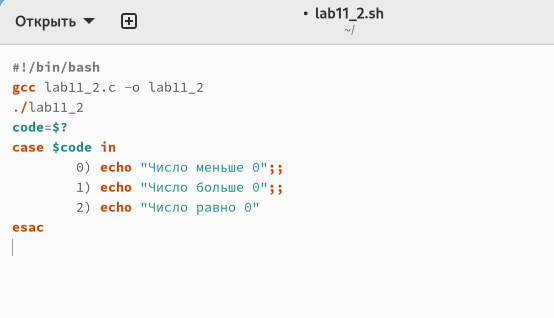 Открыть
• lab11_2.sh
~/
#!/bin/bash
gcc lab11_2.c -o lab11_2
./lab11_2
code=$?
case $code in
        0) echo "Число меньше 0";;
        1) echo "Число больше 0";;
        2) echo "Число равно 0"
esac